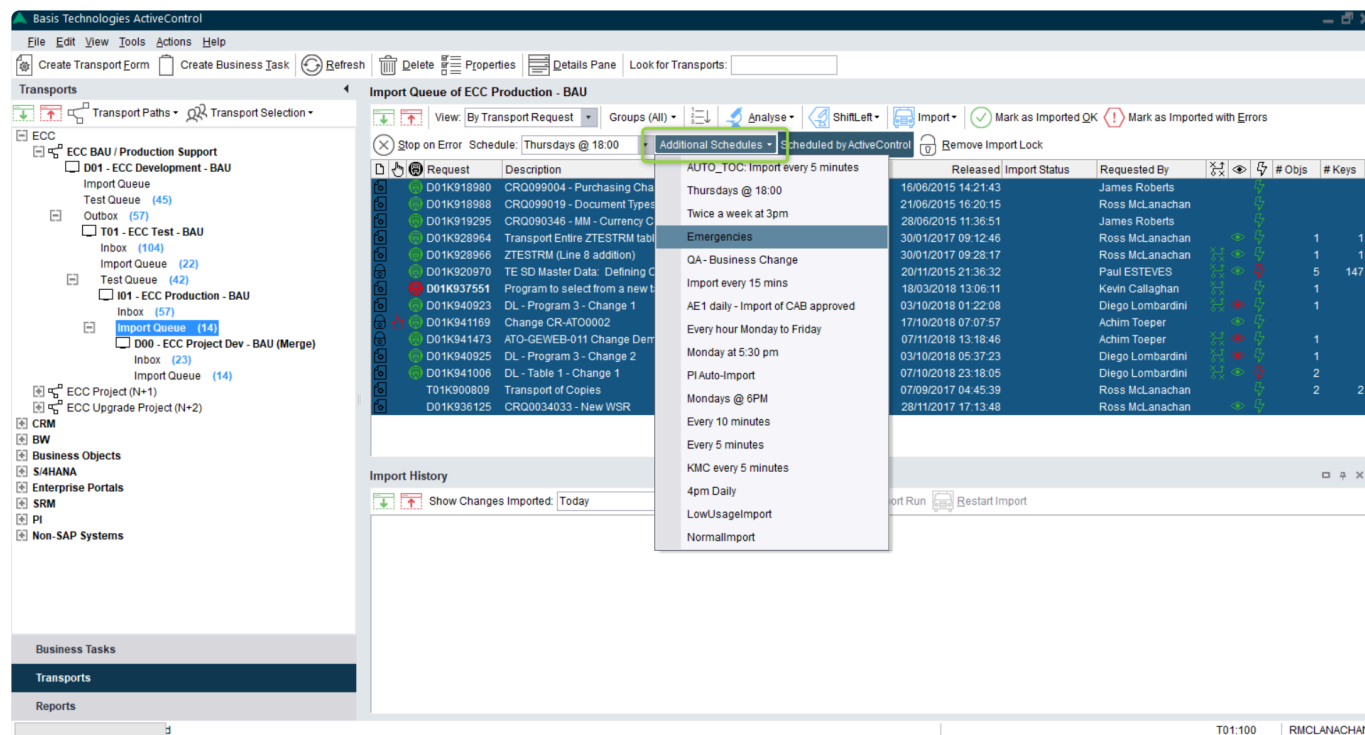 Basis Technologies ActiveControl
File Edit View Tools Actions Help
Create Transport Form Create Business Task Refresh Delete Properties Details Pane Look for Transports:
Transports
Transport Paths Transport Selection
ECC
ECC BAU / Production Support
D01 - ECC Development - BAU
Import Queue
Test Queue (45)
Outbox (57)
T01 - ECC Test - BAU
Inbox (104)
Import Queue (22)
Test Queue (42)
I01 - ECC Production - BAU
Inbox (57)
Import Queue (14)
D00 - ECC Project Dev - BAU (Merge)
Inbox (23)
Import Queue (14)
ECC Project (N+1)
ECC Upgrade Project (N+2)
CRM
BW
Business Objects
S/4HANA
Enterprise Portals
SRM
PI
Non-SAP Systems
Business Tasks
Transports
Reports
Import Queue of ECC Production - BAU
View: By Transport Request Groups (All) Analyse ShiftLeft Import Mark as Imported OK Mark as Imported with Errors
Stop on Error Schedule: Thursdays @ 18:00 Additional Schedules Scheduled by ActiveControl Remove Import Lock
Request Description Released Import Status Requested By # Objs # Keys
D01K918980 CRQ099004 - Purchasing Cha 16/06/2015 14:21:43 James Roberts
D01K918988 CRQ099019 - Document Types 21/06/2015 16:20:15 Ross McLanachan
D01K919295 CRQ090346 - MM - Currency C 28/06/2015 11:36:51 James Roberts
D01K928964 Transport Entire ZTESTRM tabl 30/01/2017 09:12:46 Ross McLanachan 1 1
D01K928966 ZTESTRM (Line 8 addition) 30/01/2017 09:28:17 Ross McLanachan 1 1
D01K920970 TE SD Master Data: Defining C 20/11/2015 21:36:32 Paul ESTEVES 5 147
D01K937551 Program to select from a new t 18/03/2018 13:06:11 Kevin Callaghan 1
D01K940923 DL - Program 3 - Change 1 03/10/2018 01:22:08 Diego Lombardini 1
D01K941169 Change CR-ATO0002 17/10/2018 07:07:57 Achim Toeper
D01K941473 ATO-GEWEB-011 Change Dem 07/11/2018 13:18:46 Achim Toeper 1
D01K940925 DL - Program 3 - Change 2 03/10/2018 05:37:23 Diego Lombardini 1
D01K941006 DL - Table 1 - Change 1 07/10/2018 23:18:05 Diego Lombardini 2
T01K900809 Transport of Copies 07/09/2017 04:45:39 Ross McLanachan 2 2
D01K936125 CRQ0034033 - New WSR 28/11/2017 17:13:48 Ross McLanachan
AUTO_TOC: Import every 5 minutes
Thursdays @ 18:00
Twice a week at 3pm
Emergencies
QA - Business Change
Import every 15 mins
AE1 daily - Import of CAB approved
Every hour Monday to Friday
Monday at 5:30 pm
PI Auto-Import
Mondays @ 6PM
Every 10 minutes
Every 5 minutes
KMC every 5 minutes
4pm Daily
LowUsageImport
NormalImport
Import History
Show Changes Imported: Today ort Run Restart Import
T01:100 RMCLANACHAN